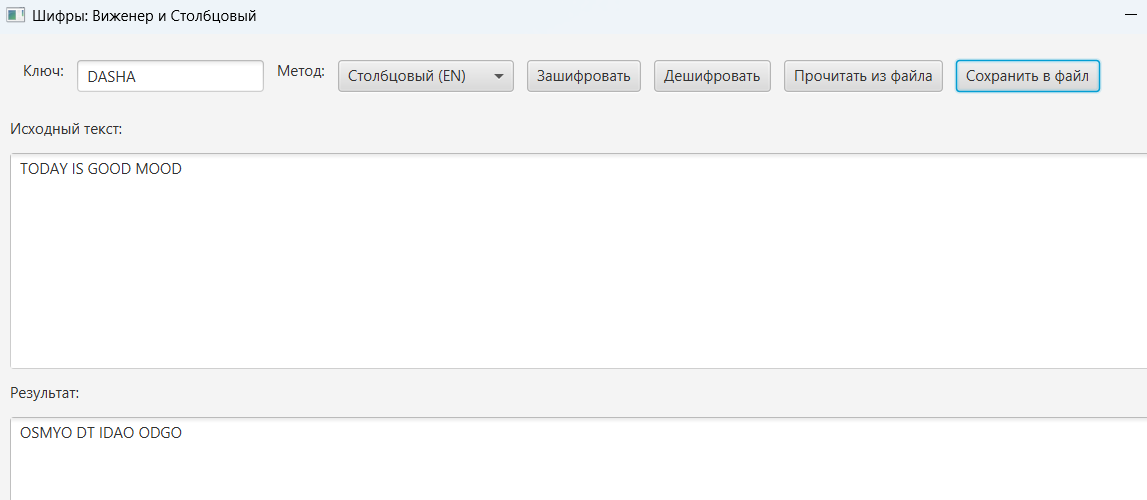 Шифры: Виженер и Столбцовый
Ключ: DASHA Метод: Столбцовый (EN) Зашифровать Дешифровать Прочитать из файла Сохранить в файл
Исходный текст:
TODAY IS GOOD MOOD
Результат:
OSMYO DT IDAO ODGO